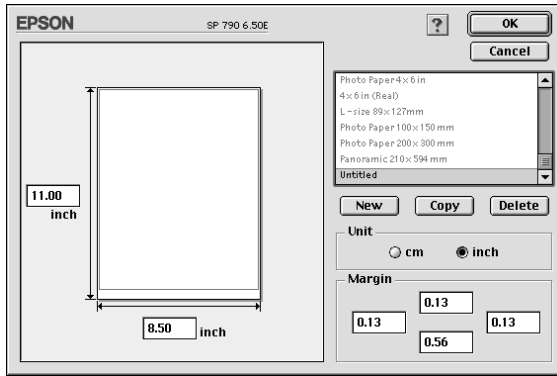 EPSON SP 790 6.50E ? OK
Cancel
Photo Paper 4×6 in
4×6 in (Real)
L-size 89×127mm
Photo Paper 100×150 mm
Photo Paper 200×300 mm
Panoramic 210×594 mm
Untitled
New Copy Delete
11.00
inch
8.50 inch
Unit
cm inch
Margin
0.13
0.13 0.13
0.56